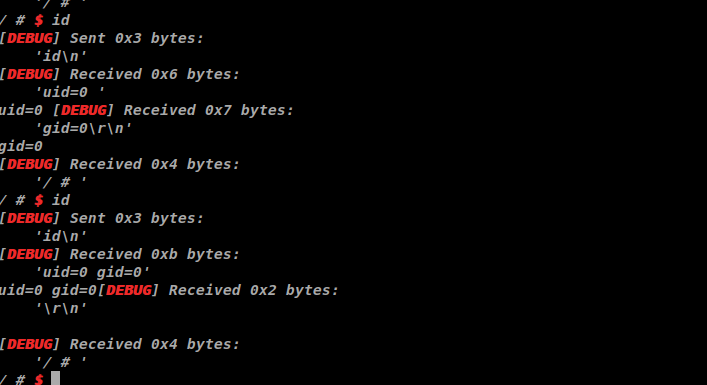 '/ # '
/ # $ id
[DEBUG] Sent 0x3 bytes:
    'id\n'
[DEBUG] Received 0x6 bytes:
    'uid=0 '
uid=0 [DEBUG] Received 0x7 bytes:
    'gid=0\r\n'
gid=0
[DEBUG] Received 0x4 bytes:
    '/ # '
/ # $ id
[DEBUG] Sent 0x3 bytes:
    'id\n'
[DEBUG] Received 0xb bytes:
    'uid=0 gid=0'
uid=0 gid=0[DEBUG] Received 0x2 bytes:
    '\r\n'
[DEBUG] Received 0x4 bytes:
    '/ # '
/ # $